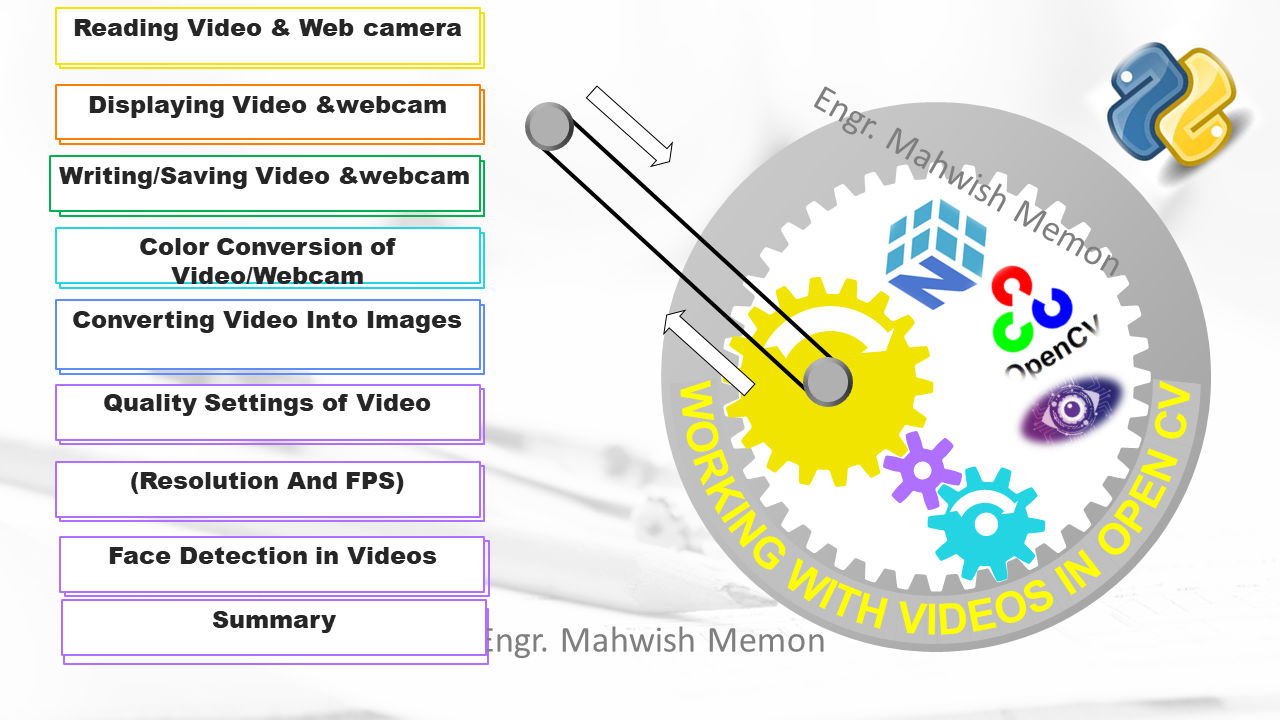 Reading Video & Web camera
Displaying Video &webcam
Writing/Saving Video &webcam
Color Conversion of
Video/Webcam
Converting Video Into Images
Quality Settings of Video
(Resolution And FPS)
Face Detection in Videos
Summary
Engr. Mahwish Memon
Engr. Mahwish Memon
OpenCV
WORKING WITH VIDEOS IN OPEN CV